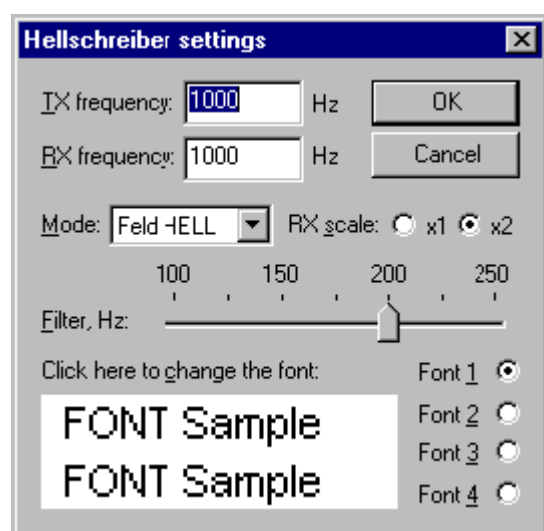 Hellschreiber settings
TX frequency: 1000 Hz OK
RX frequency: 1000 Hz Cancel
Mode: Feld HELL RX scale: x1 x2
100 150 200 250
Filter, Hz:
Click here to change the font: Font 1
FONT Sample Font 2
Font 3
FONT Sample Font 4